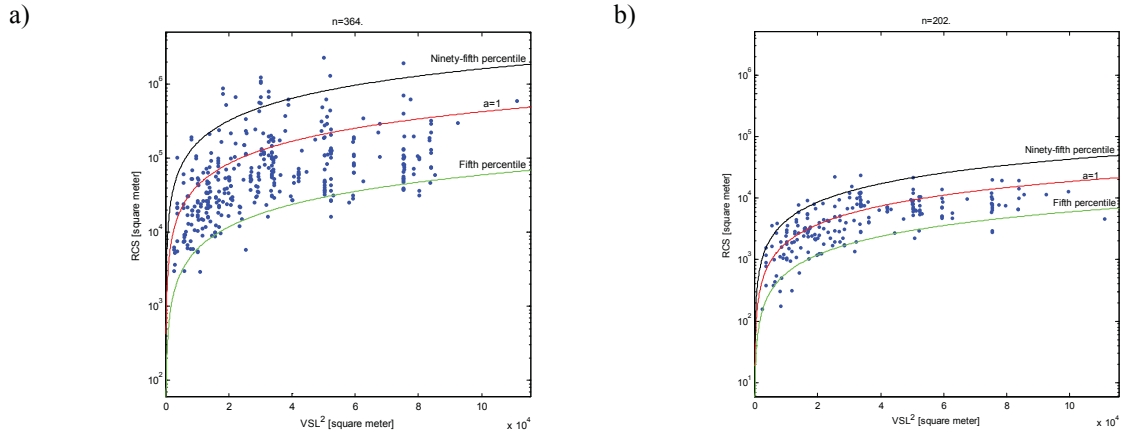 a)
n=364.
Ninety-fifth percentile
a=1
Fifth percentile
RCS [square meter]
10^6
10^5
10^4
10^3
10^2
0 2 4 6 8 10
VSL^2 [square meter]
x 10^4
b)
n=202.
Ninety-fifth percentile
a=1
Fifth percentile
RCS [square meter]
10^6
10^5
10^4
10^3
10^2
10^1
0 2 4 6 8 10
VSL^2 [square meter]
x 10^4